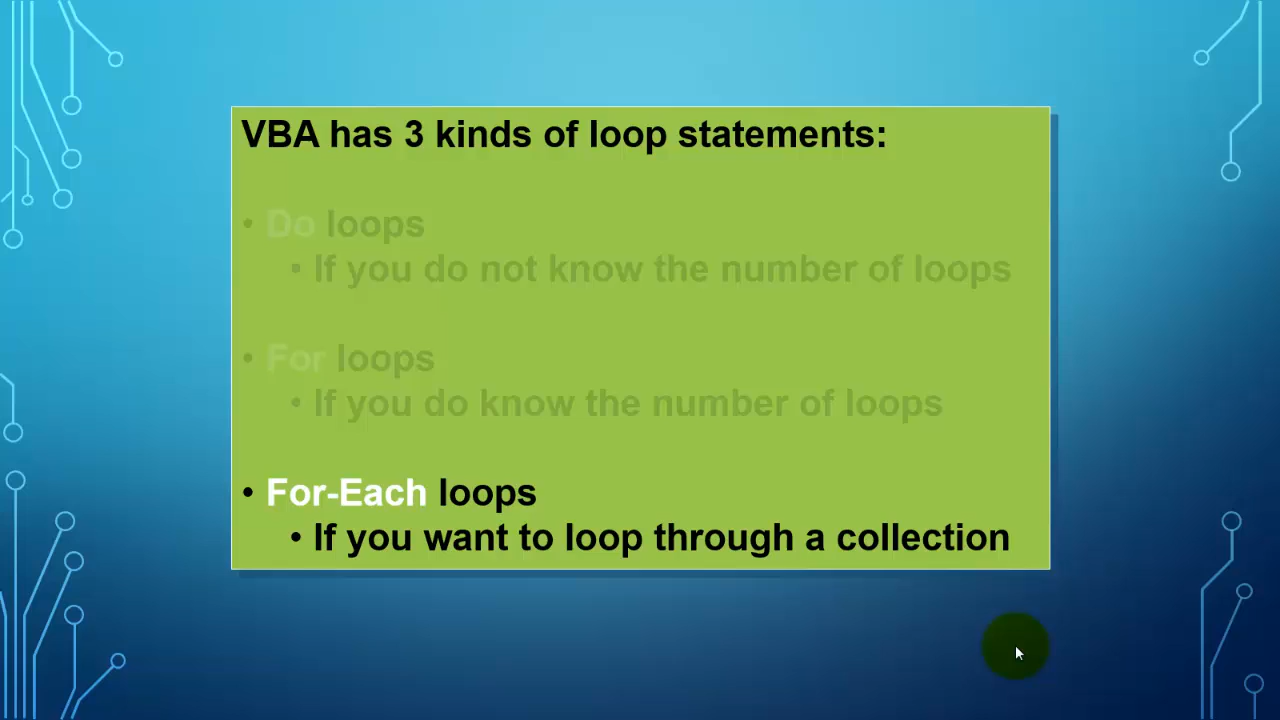 VBA has 3 kinds of loop statements:
• Do loops
• If you do not know the number of loops
• For loops
• If you do know the number of loops
• For-Each loops
• If you want to loop through a collection